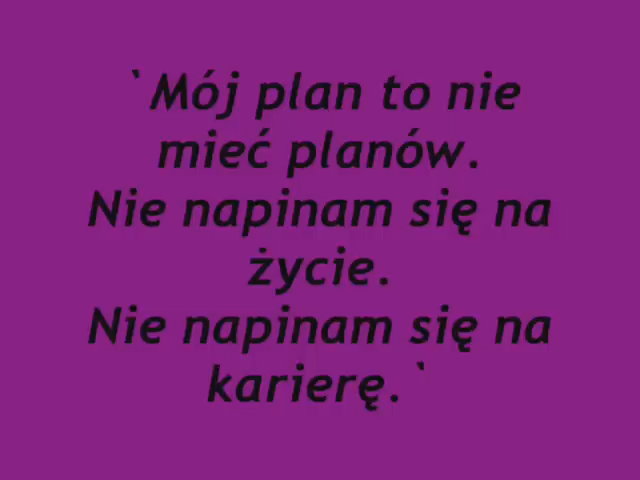 `Mój plan to nie
mieć planów.
Nie napinam się na
życie.
Nie napinam się na
karierę.`